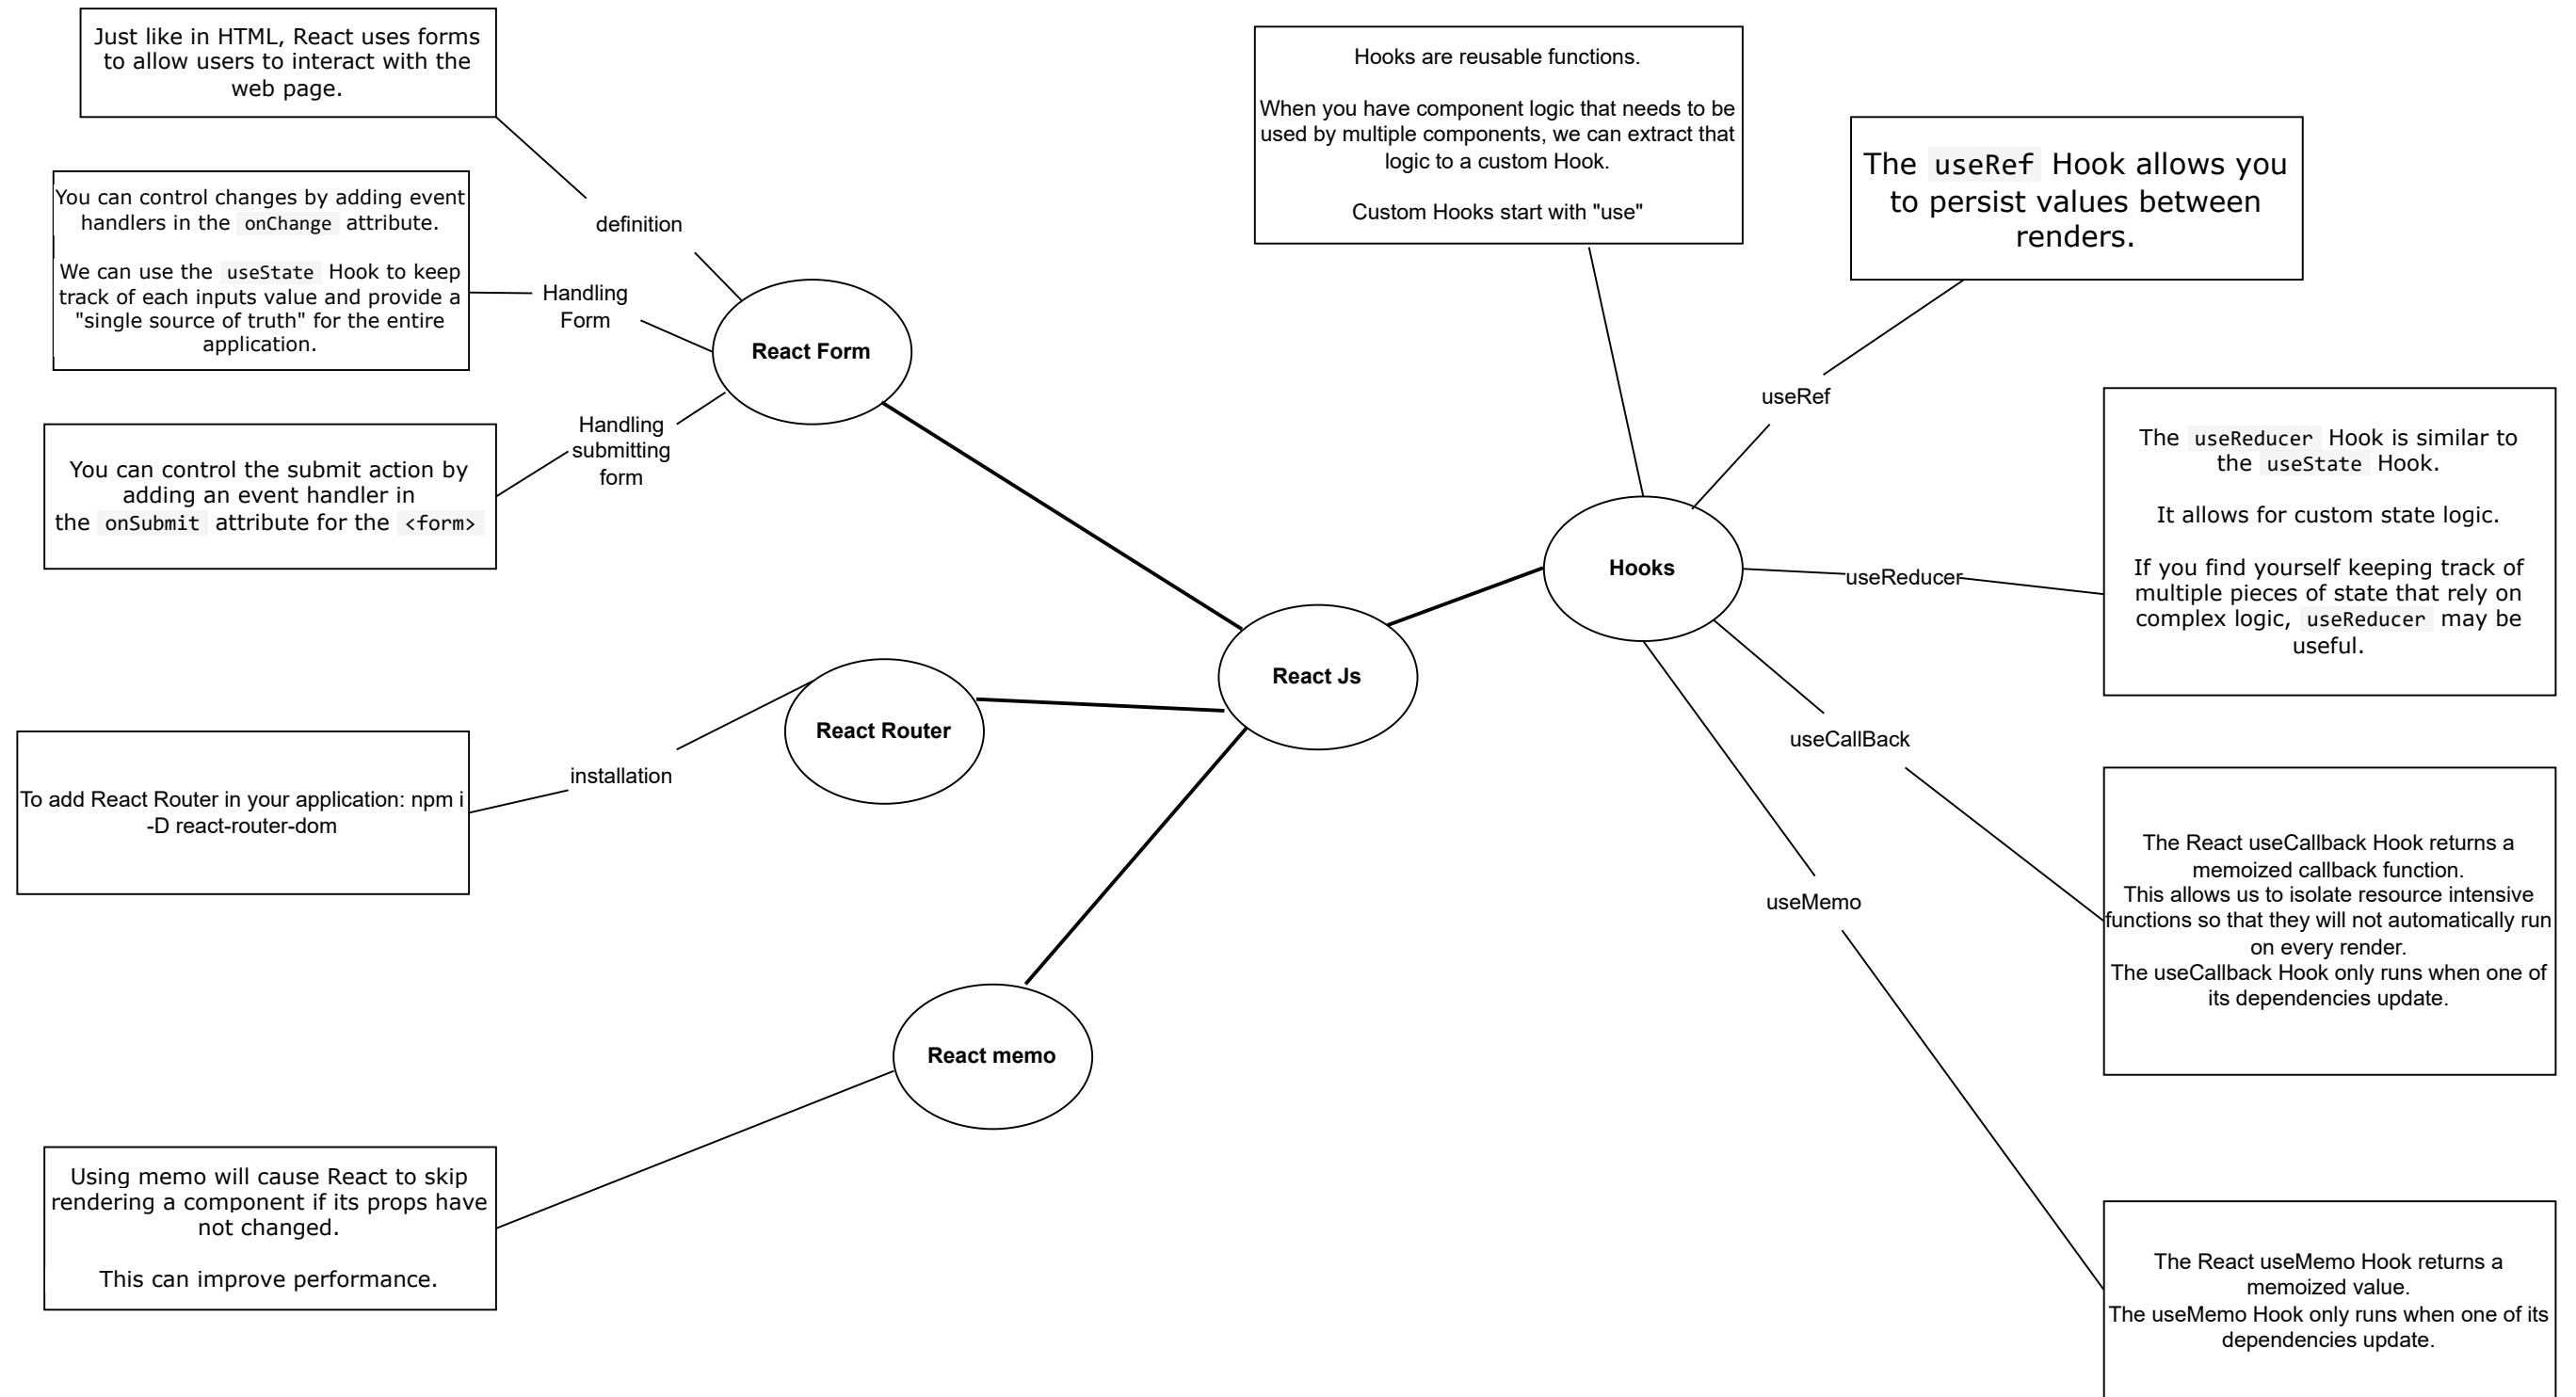 Just like in HTML, React uses forms
to allow users to interact with the
web page.
definition
You can control changes by adding event
handlers in the onChange attribute.
We can use the useState Hook to keep
track of each inputs value and provide a
"single source of truth" for the entire
application.
Handling
Form
React Form
You can control the submit action by
adding an event handler in
the onSubmit attribute for the <form>
Handling
submitting
form
React Router
installation
To add React Router in your application: npm i
-D react-router-dom
React Js
React memo
Using memo will cause React to skip
rendering a component if its props have
not changed.
This can improve performance.
Hooks are reusable functions.
When you have component logic that needs to be
used by multiple components, we can extract that
logic to a custom Hook.
Custom Hooks start with "use"
Hooks
The useRef Hook allows you
to persist values between
renders.
useRef
The useReducer Hook is similar to
the useState Hook.
It allows for custom state logic.
If you find yourself keeping track of
multiple pieces of state that rely on
complex logic, useReducer may be
useful.
useReducer
useCallBack
The React useCallback Hook returns a
memoized callback function.
This allows us to isolate resource intensive
functions so that they will not automatically run
on every render.
The useCallback Hook only runs when one of
its dependencies update.
useMemo
The React useMemo Hook returns a
memoized value.
The useMemo Hook only runs when one of its
dependencies update.